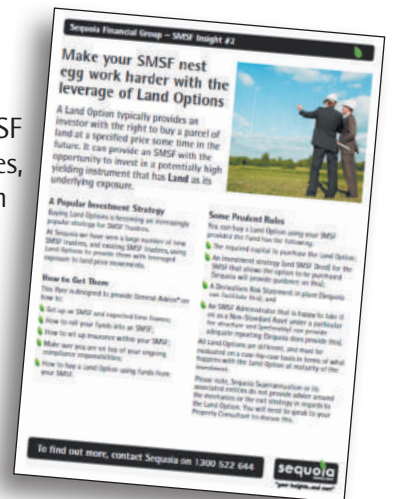 SF
es,
n
Sequoia Financial Group – SMSF Insight #2
Make your SMSF nest
egg work harder with the
leverage of Land Options
A Land Option typically provides an
investor with the right to buy a parcel of
land at a specified price some time in the
future. It can provide an SMSF with the
opportunity to invest in a potentially high
yielding instrument that has Land as its
underlying exposure.
A Popular Investment Strategy
Buying Land Options is becoming an increasingly
popular strategy for SMSF Trustees.
At Sequoia we have seen a large number of new
SMSF trustees, and existing SMSF trustees, using
Land Options to provide them with leveraged
exposure to land price movements.
How to Get Them
This flyer is designed to provide General Advice* on
how to:
Set up an SMSF and expected time frames;
How to roll your funds into an SMSF;
How to set up insurance within your SMSF;
Make sure you are on top of your ongoing
compliance responsibilities;
How to buy a Land Option using funds from
your SMSF.
Some Prudent Rules
You can buy a Land Option using your SMSF
provided the Fund has the following:
The required capital to purchase the Land Option;
An investment strategy (and SMSF Deed) for the
SMSF that allows the option to be purchased
(Sequoia will provide guidance on this);
A Derivatives Risk Statement in place (Sequoia
can facilitate this); and
An SMSF Administrator that is happy to take it
on as a Non-Standard Asset under a particular
fee structure and (preferably) can provide
adequate reporting (Sequoia does provide this).
All Land Options are different, and must be
evaluated on a case-by-case basis in terms of what
happens with the Land Option at maturity of the
investment.
Please note, Sequoia Superannuation or its
associated entities do not provide advice around
the mechanics or the exit strategy in regards to
the Land Option. You will need to speak to your
Property Consultant to discuss this.
To find out more, contact Sequoia on 1300 522 644
sequoia
"your insights, and ours"